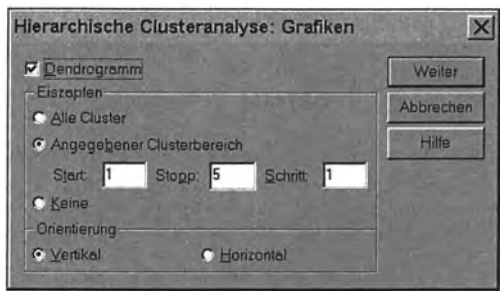 Hierarchische Clusteranalyse: Grafiken
Dendrogramm
Weiter
Eiszapfen
Abbrechen
Alle Cluster
Angegebener Clusterbereich
Hilfe
Start: 1 Stopp: 5 Schritt: 1
Keine
Orientierung
Vertikal Horizontal